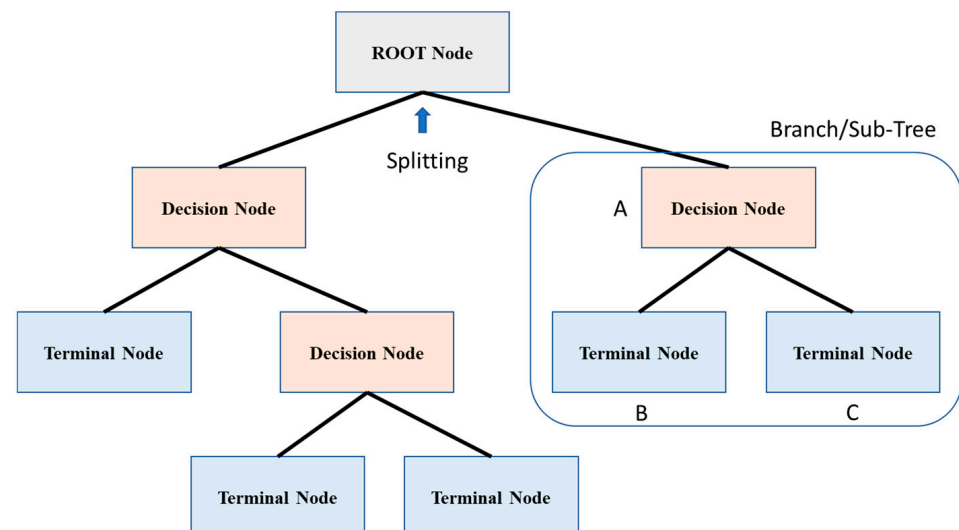 ROOT Node
Branch/Sub-Tree
Splitting
Decision Node
A
Decision Node
Terminal Node
Decision Node
Terminal Node
Terminal Node
B
C
Terminal Node
Terminal Node